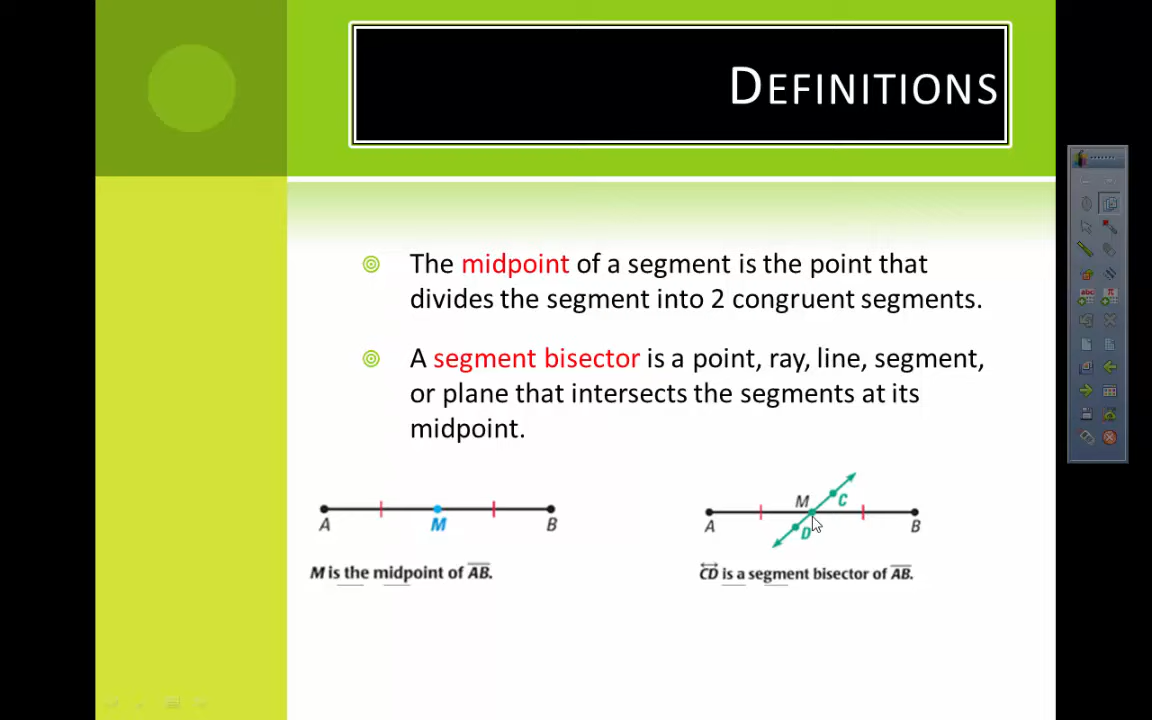 DEFINITIONS
The midpoint of a segment is the point that
divides the segment into 2 congruent segments.
A segment bisector is a point, ray, line, segment,
or plane that intersects the segments at its
midpoint.
A M B
M is the midpoint of AB.
M C
A D B
CD is a segment bisector of AB.